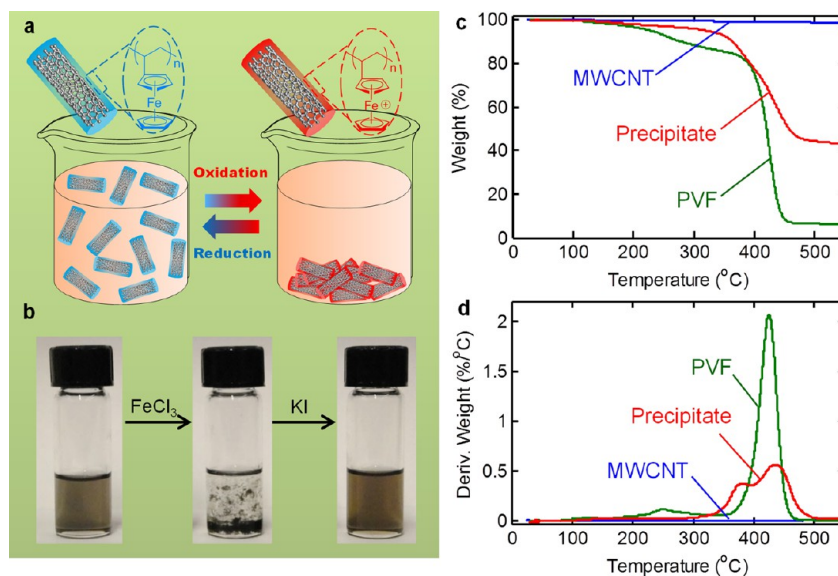 a
n
Fe
n
Fe ⊕
Oxidation
Reduction
b
FeCl₃
KI
c
100
80
60
40
20
0
Weight (%)
MWCNT
Precipitate
PVF
0 100 200 300 400 500
Temperature (°C)
d
2
1.5
1
0.5
0
Deriv. Weight (%/°C)
PVF
Precipitate
MWCNT
0 100 200 300 400 500
Temperature (°C)